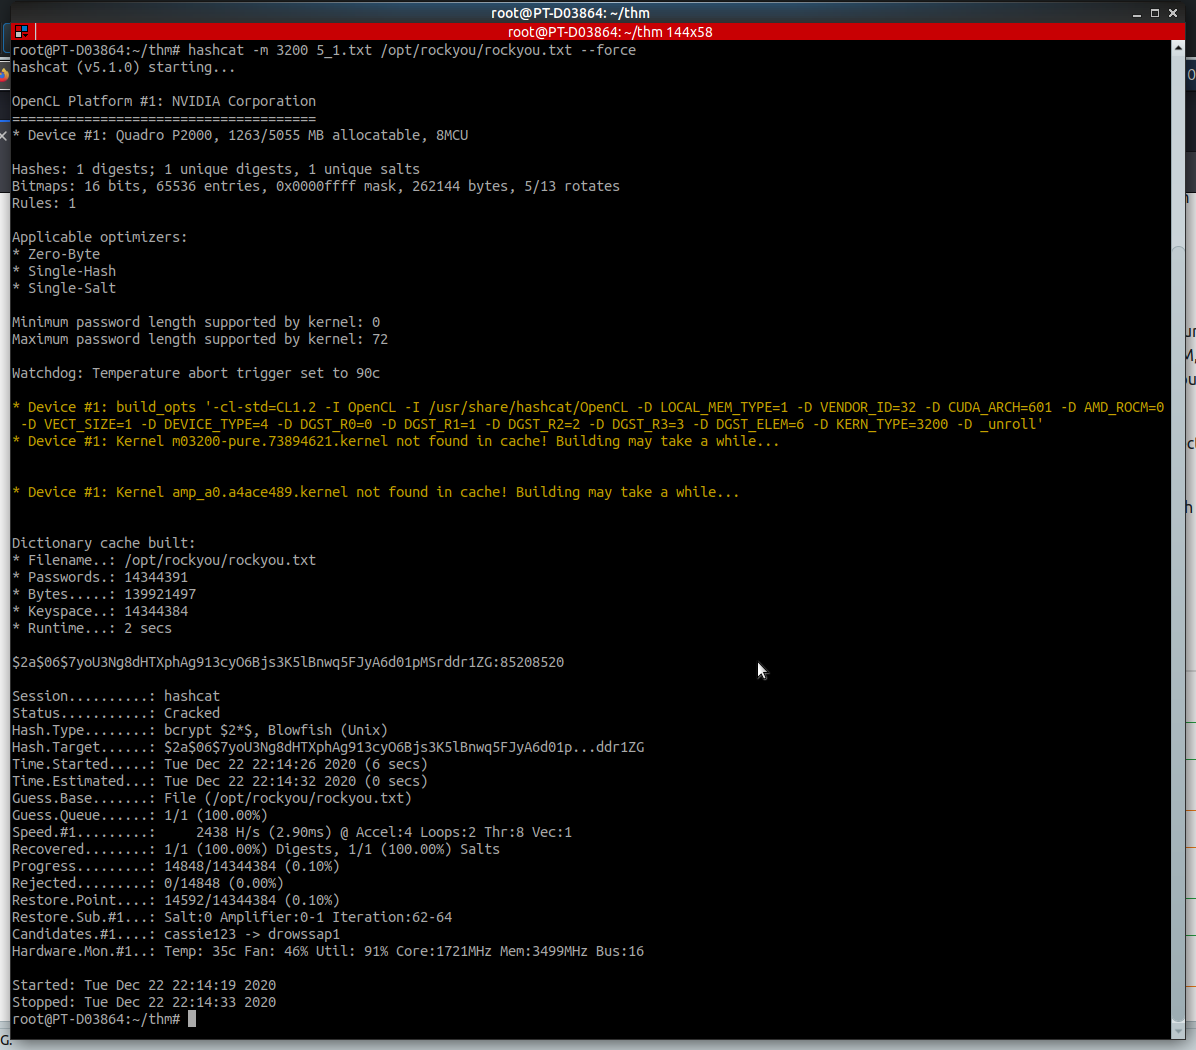 root@PT-D03864: ~/thm
root@PT-D03864: ~/thm 144x58
root@PT-D03864:~/thm# hashcat -m 3200 5_1.txt /opt/rockyou/rockyou.txt --force
hashcat (v5.1.0) starting...
OpenCL Platform #1: NVIDIA Corporation
======================================
* Device #1: Quadro P2000, 1263/5055 MB allocatable, 8MCU
Hashes: 1 digests; 1 unique digests, 1 unique salts
Bitmaps: 16 bits, 65536 entries, 0x0000ffff mask, 262144 bytes, 5/13 rotates
Rules: 1
Applicable optimizers:
* Zero-Byte
* Single-Hash
* Single-Salt
Minimum password length supported by kernel: 0
Maximum password length supported by kernel: 72
Watchdog: Temperature abort trigger set to 90c
* Device #1: build_opts '-cl-std=CL1.2 -I OpenCL -I /usr/share/hashcat/OpenCL -D LOCAL_MEM_TYPE=1 -D VENDOR_ID=32 -D CUDA_ARCH=601 -D AMD_ROCM=0
-D VECT_SIZE=1 -D DEVICE_TYPE=4 -D DGST_R0=0 -D DGST_R1=1 -D DGST_R2=2 -D DGST_R3=3 -D DGST_ELEM=6 -D KERN_TYPE=3200 -D _unroll'
* Device #1: Kernel m03200-pure.73894621.kernel not found in cache! Building may take a while...
* Device #1: Kernel amp_a0.a4ace489.kernel not found in cache! Building may take a while...
Dictionary cache built:
* Filename..: /opt/rockyou/rockyou.txt
* Passwords.: 14344391
* Bytes.....: 139921497
* Keyspace..: 14344384
* Runtime...: 2 secs
$2a$06$7yoU3Ng8dHTXphAg913cyO6Bjs3K5lBnwq5FJyA6d01pMSrddr1ZG:85208520
Session..........: hashcat
Status...........: Cracked
Hash.Type........: bcrypt $2*$, Blowfish (Unix)
Hash.Target......: $2a$06$7yoU3Ng8dHTXphAg913cyO6Bjs3K5lBnwq5FJyA6d01p...ddr1ZG
Time.Started.....: Tue Dec 22 22:14:26 2020 (6 secs)
Time.Estimated...: Tue Dec 22 22:14:32 2020 (0 secs)
Guess.Base.......: File (/opt/rockyou/rockyou.txt)
Guess.Queue......: 1/1 (100.00%)
Speed.#1.........:     2438 H/s (2.90ms) @ Accel:4 Loops:2 Thr:8 Vec:1
Recovered........: 1/1 (100.00%) Digests, 1/1 (100.00%) Salts
Progress.........: 14848/14344384 (0.10%)
Rejected.........: 0/14848 (0.00%)
Restore.Point....: 14592/14344384 (0.10%)
Restore.Sub.#1...: Salt:0 Amplifier:0-1 Iteration:62-64
Candidates.#1....: cassie123 -> drowssap1
Hardware.Mon.#1..: Temp: 35c Fan: 46% Util: 91% Core:1721MHz Mem:3499MHz Bus:16
Started: Tue Dec 22 22:14:19 2020
Stopped: Tue Dec 22 22:14:33 2020
root@PT-D03864:~/thm#